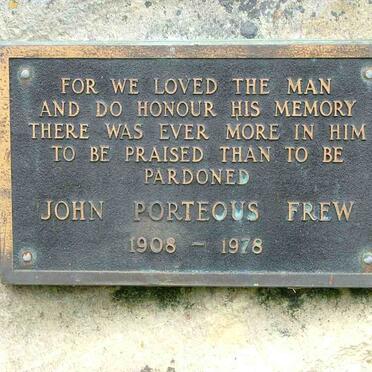 FOR WE LOVED THE MAN
AND DO HONOUR HIS MEMORY
THERE WAS EVER MORE IN HIM
TO BE PRAISED THAN TO BE
PARDONED
JOHN PORTEOUS FREW
1908 - 1978